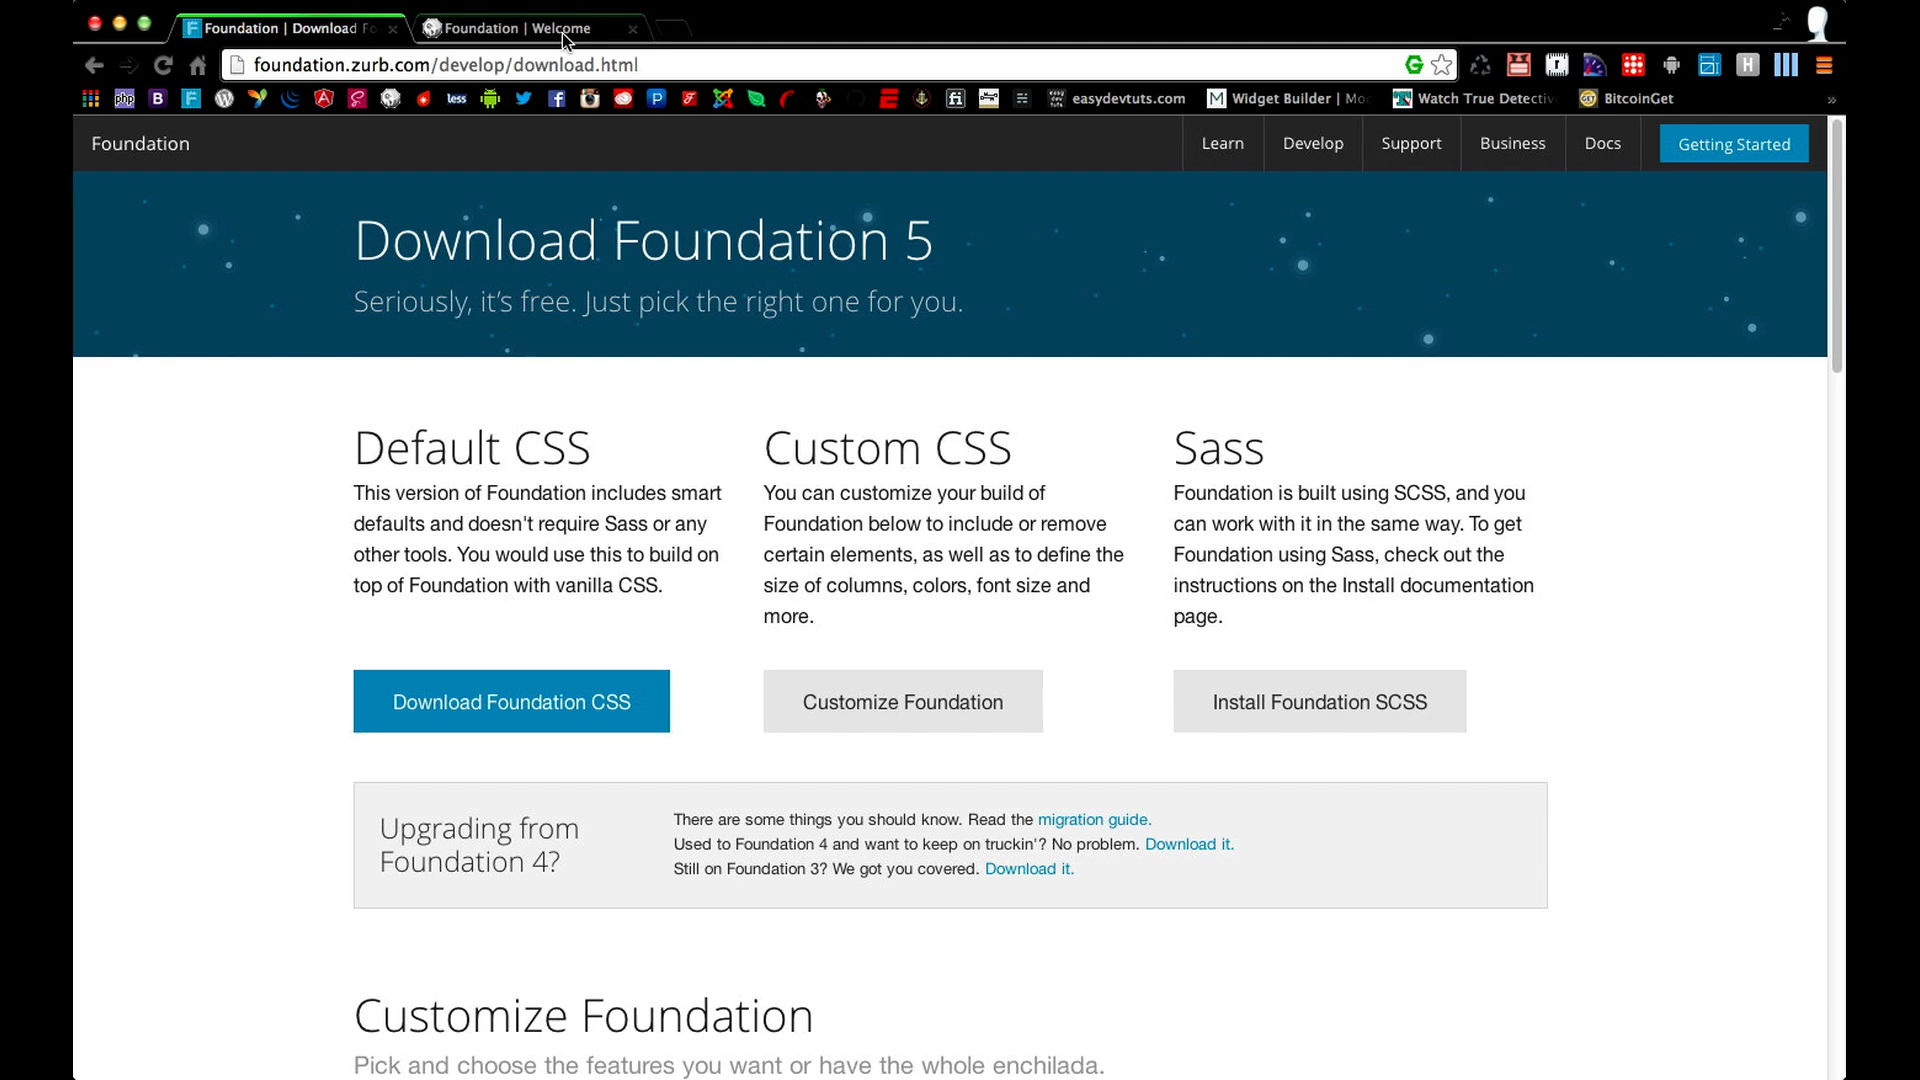 Foundation | Download Fo
Foundation | Welcome
foundation.zurb.com/develop/download.html
php B F less P fi easydevtuts.com M Widget Builder | Mo Watch True Detectiv BitcoinGet »
Foundation
Learn Develop Support Business Docs Getting Started
Download Foundation 5
Seriously, it's free. Just pick the right one for you.
Default CSS
This version of Foundation includes smart
defaults and doesn't require Sass or any
other tools. You would use this to build on
top of Foundation with vanilla CSS.
Download Foundation CSS
Custom CSS
You can customize your build of
Foundation below to include or remove
certain elements, as well as to define the
size of columns, colors, font size and
more.
Customize Foundation
Sass
Foundation is built using SCSS, and you
can work with it in the same way. To get
Foundation using Sass, check out the
instructions on the Install documentation
page.
Install Foundation SCSS
Upgrading from
Foundation 4?
There are some things you should know. Read the migration guide.
Used to Foundation 4 and want to keep on truckin'? No problem. Download it.
Still on Foundation 3? We got you covered. Download it.
Customize Foundation
Pick and choose the features you want or have the whole enchilada.